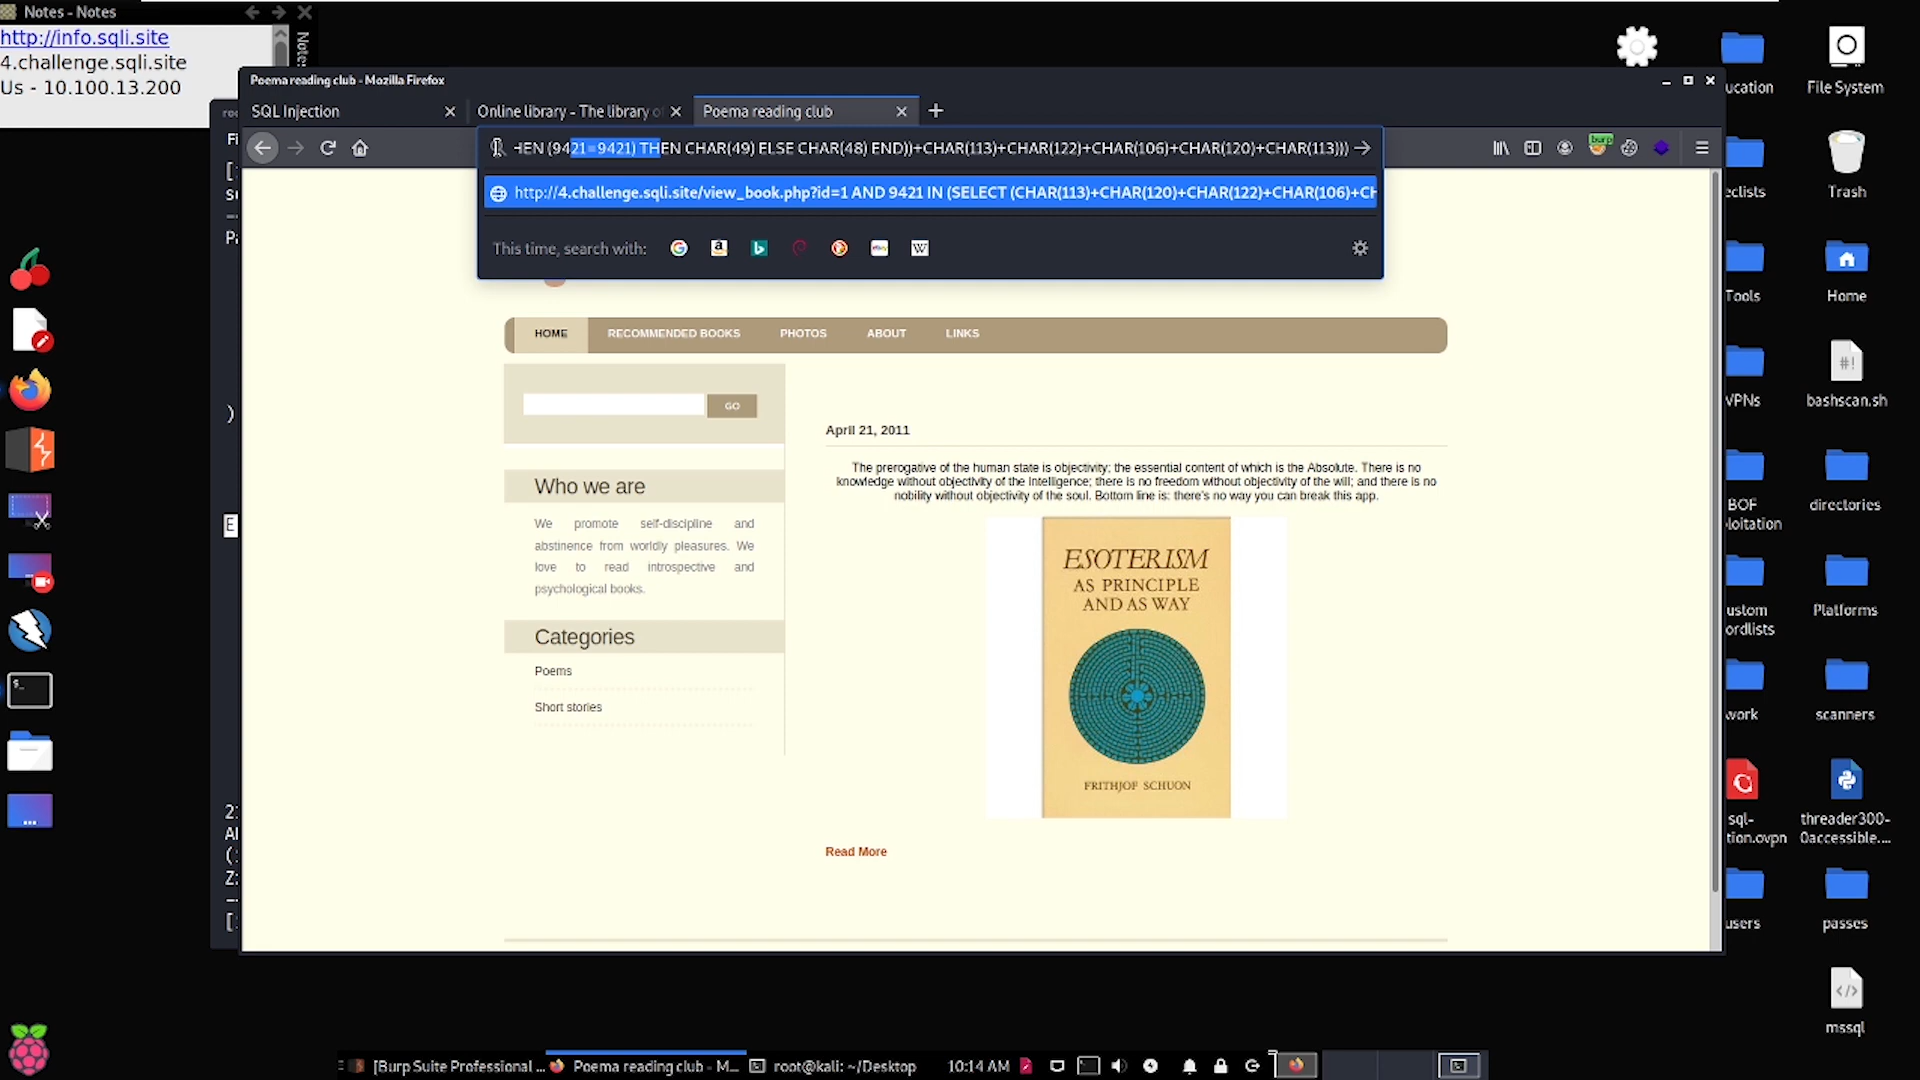 Notes - Notes
http://info.sqli.site
4.challenge.sqli.site
Us - 10.100.13.200
Notes
Poema reading club - Mozilla Firefox
SQL Injection
Online library - The library o
Poema reading club
HEN (9421=9421) THEN CHAR(49) ELSE CHAR(48) END))+CHAR(113)+CHAR(122)+CHAR(106)+CHAR(120)+CHAR(113)))
http://4.challenge.sqli.site/view_book.php?id=1 AND 9421 IN (SELECT (CHAR(113)+CHAR(120)+CHAR(122)+CHAR(106)+CH
This time, search with:
HOME
RECOMMENDED BOOKS
PHOTOS
ABOUT
LINKS
GO
April 21, 2011
The prerogative of the human state is objectivity; the essential content of which is the Absolute. There is no
knowledge without objectivity of the Intelligence; there is no freedom without objectivity of the will; and there is no
nobility without objectivity of the soul. Bottom line is: there's no way you can break this app.
Who we are
We promote self-discipline and
abstinence from worldly pleasures. We
love to read introspective and
psychological books.
Categories
Poems
Short stories
ESOTERISM
AS PRINCIPLE
AND AS WAY
FRITHJOF SCHUON
Read More
ucation
File System
eclists
Trash
Tools
Home
VPNs
bashscan.sh
BOF
loitation
directories
ustom
ordlists
Platforms
work
scanners
sql-
tion.ovpn
threader300-
0accessible....
users
passes
mssql
[Burp Suite Professional ...
Poema reading club - M...
root@kali: ~/Desktop
10:14 AM